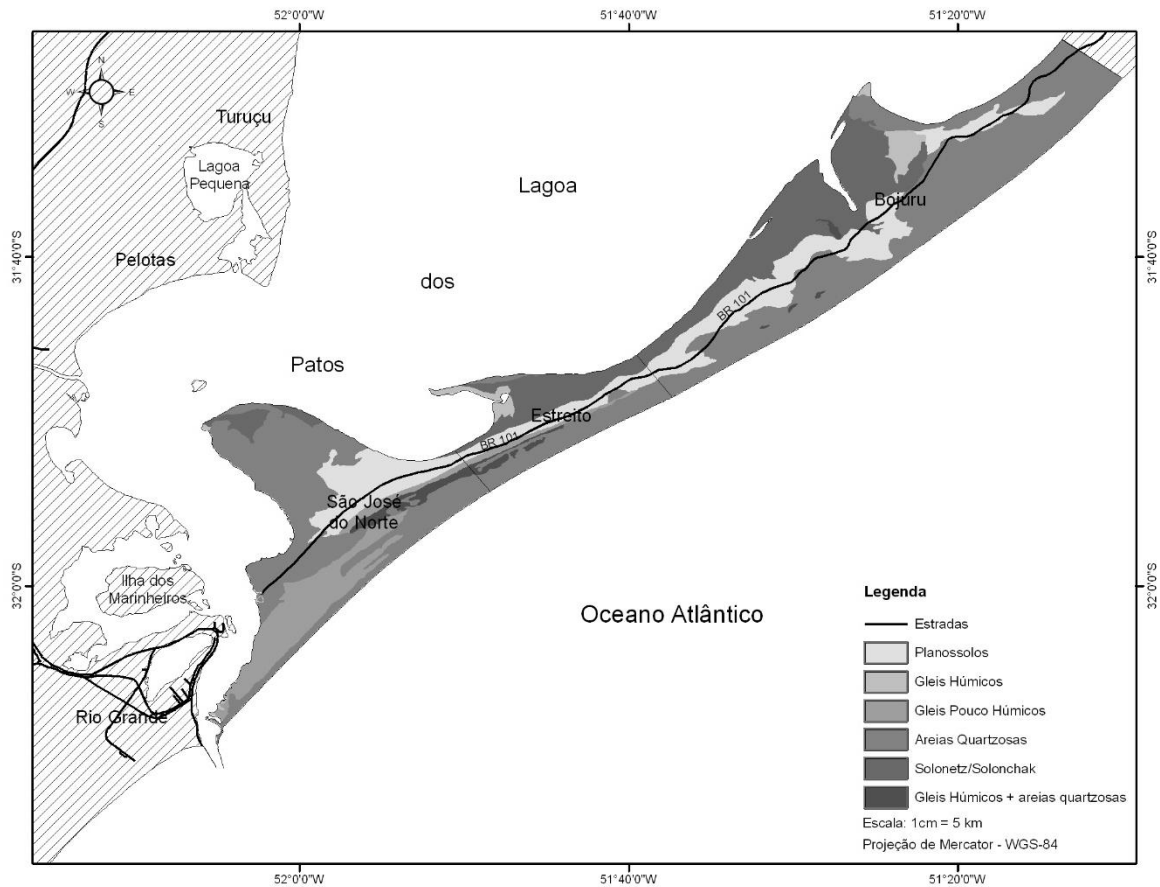 52°0'0"W
51°40'0"W
51°20'0"W
N
W
E
S
Turuçu
Lagoa
Pequena
Lagoa
Bojuru
31°40'0"S
31°40'0"S
Pelotas
dos
BR 101
Patos
Estreito
BR 101
São José
do Norte
32°0'0"S
32°0'0"S
Ilha dos
Marinheiros
Oceano Atlântico
Rio Grande
Legenda
Estradas
Planossolos
Gleis Húmicos
Gleis Pouco Húmicos
Areias Quartzosas
Solonetz/Solonchak
Gleis Húmicos + areias quartzosas
Escala: 1cm = 5 km
Projeção de Mercator - WGS-84
52°0'0"W
51°40'0"W
51°20'0"W